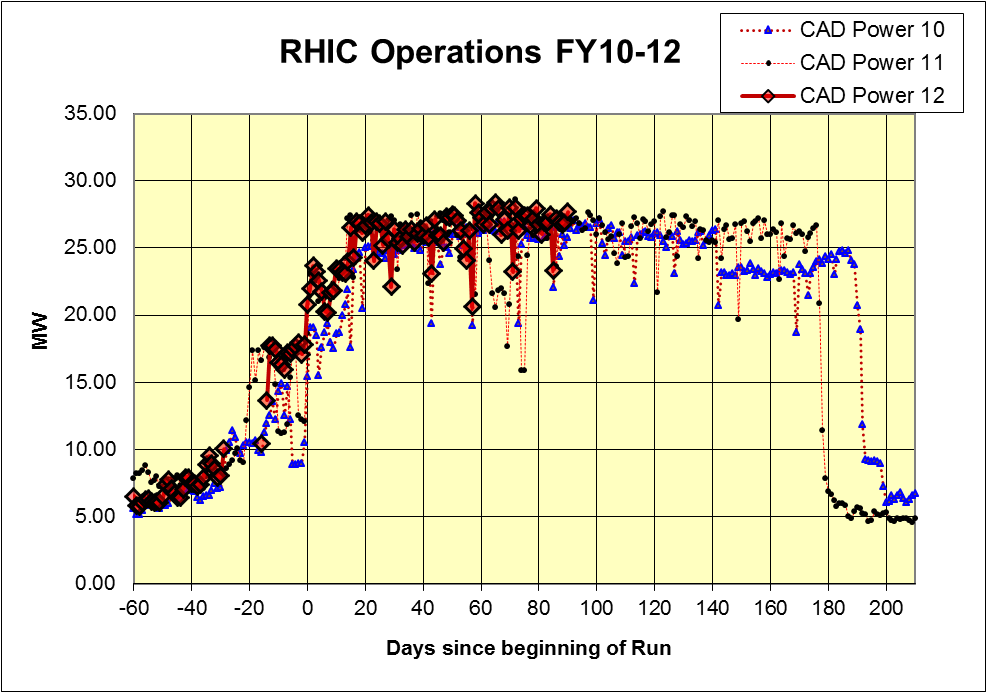 RHIC Operations FY10-12
CAD Power 10
CAD Power 11
CAD Power 12
35.00
30.00
25.00
20.00
15.00
10.00
5.00
0.00
MW
-60 -40 -20 0 20 40 60 80 100 120 140 160 180 200
Days since beginning of Run